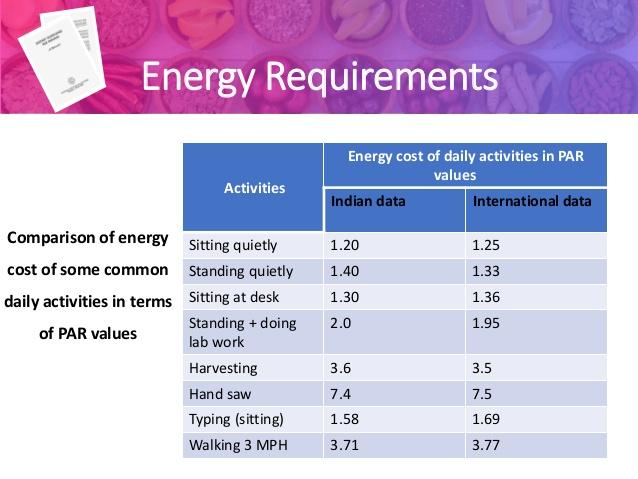 Energy Requirements
Comparison of energy
cost of some common
daily activities in terms
of PAR values
Activities
Energy cost of daily activities in PAR
values
Indian data International data
Sitting quietly 1.20 1.25
Standing quietly 1.40 1.33
Sitting at desk 1.30 1.36
Standing + doing 2.0 1.95
lab work
Harvesting 3.6 3.5
Hand saw 7.4 7.5
Typing (sitting) 1.58 1.69
Walking 3 MPH 3.71 3.77